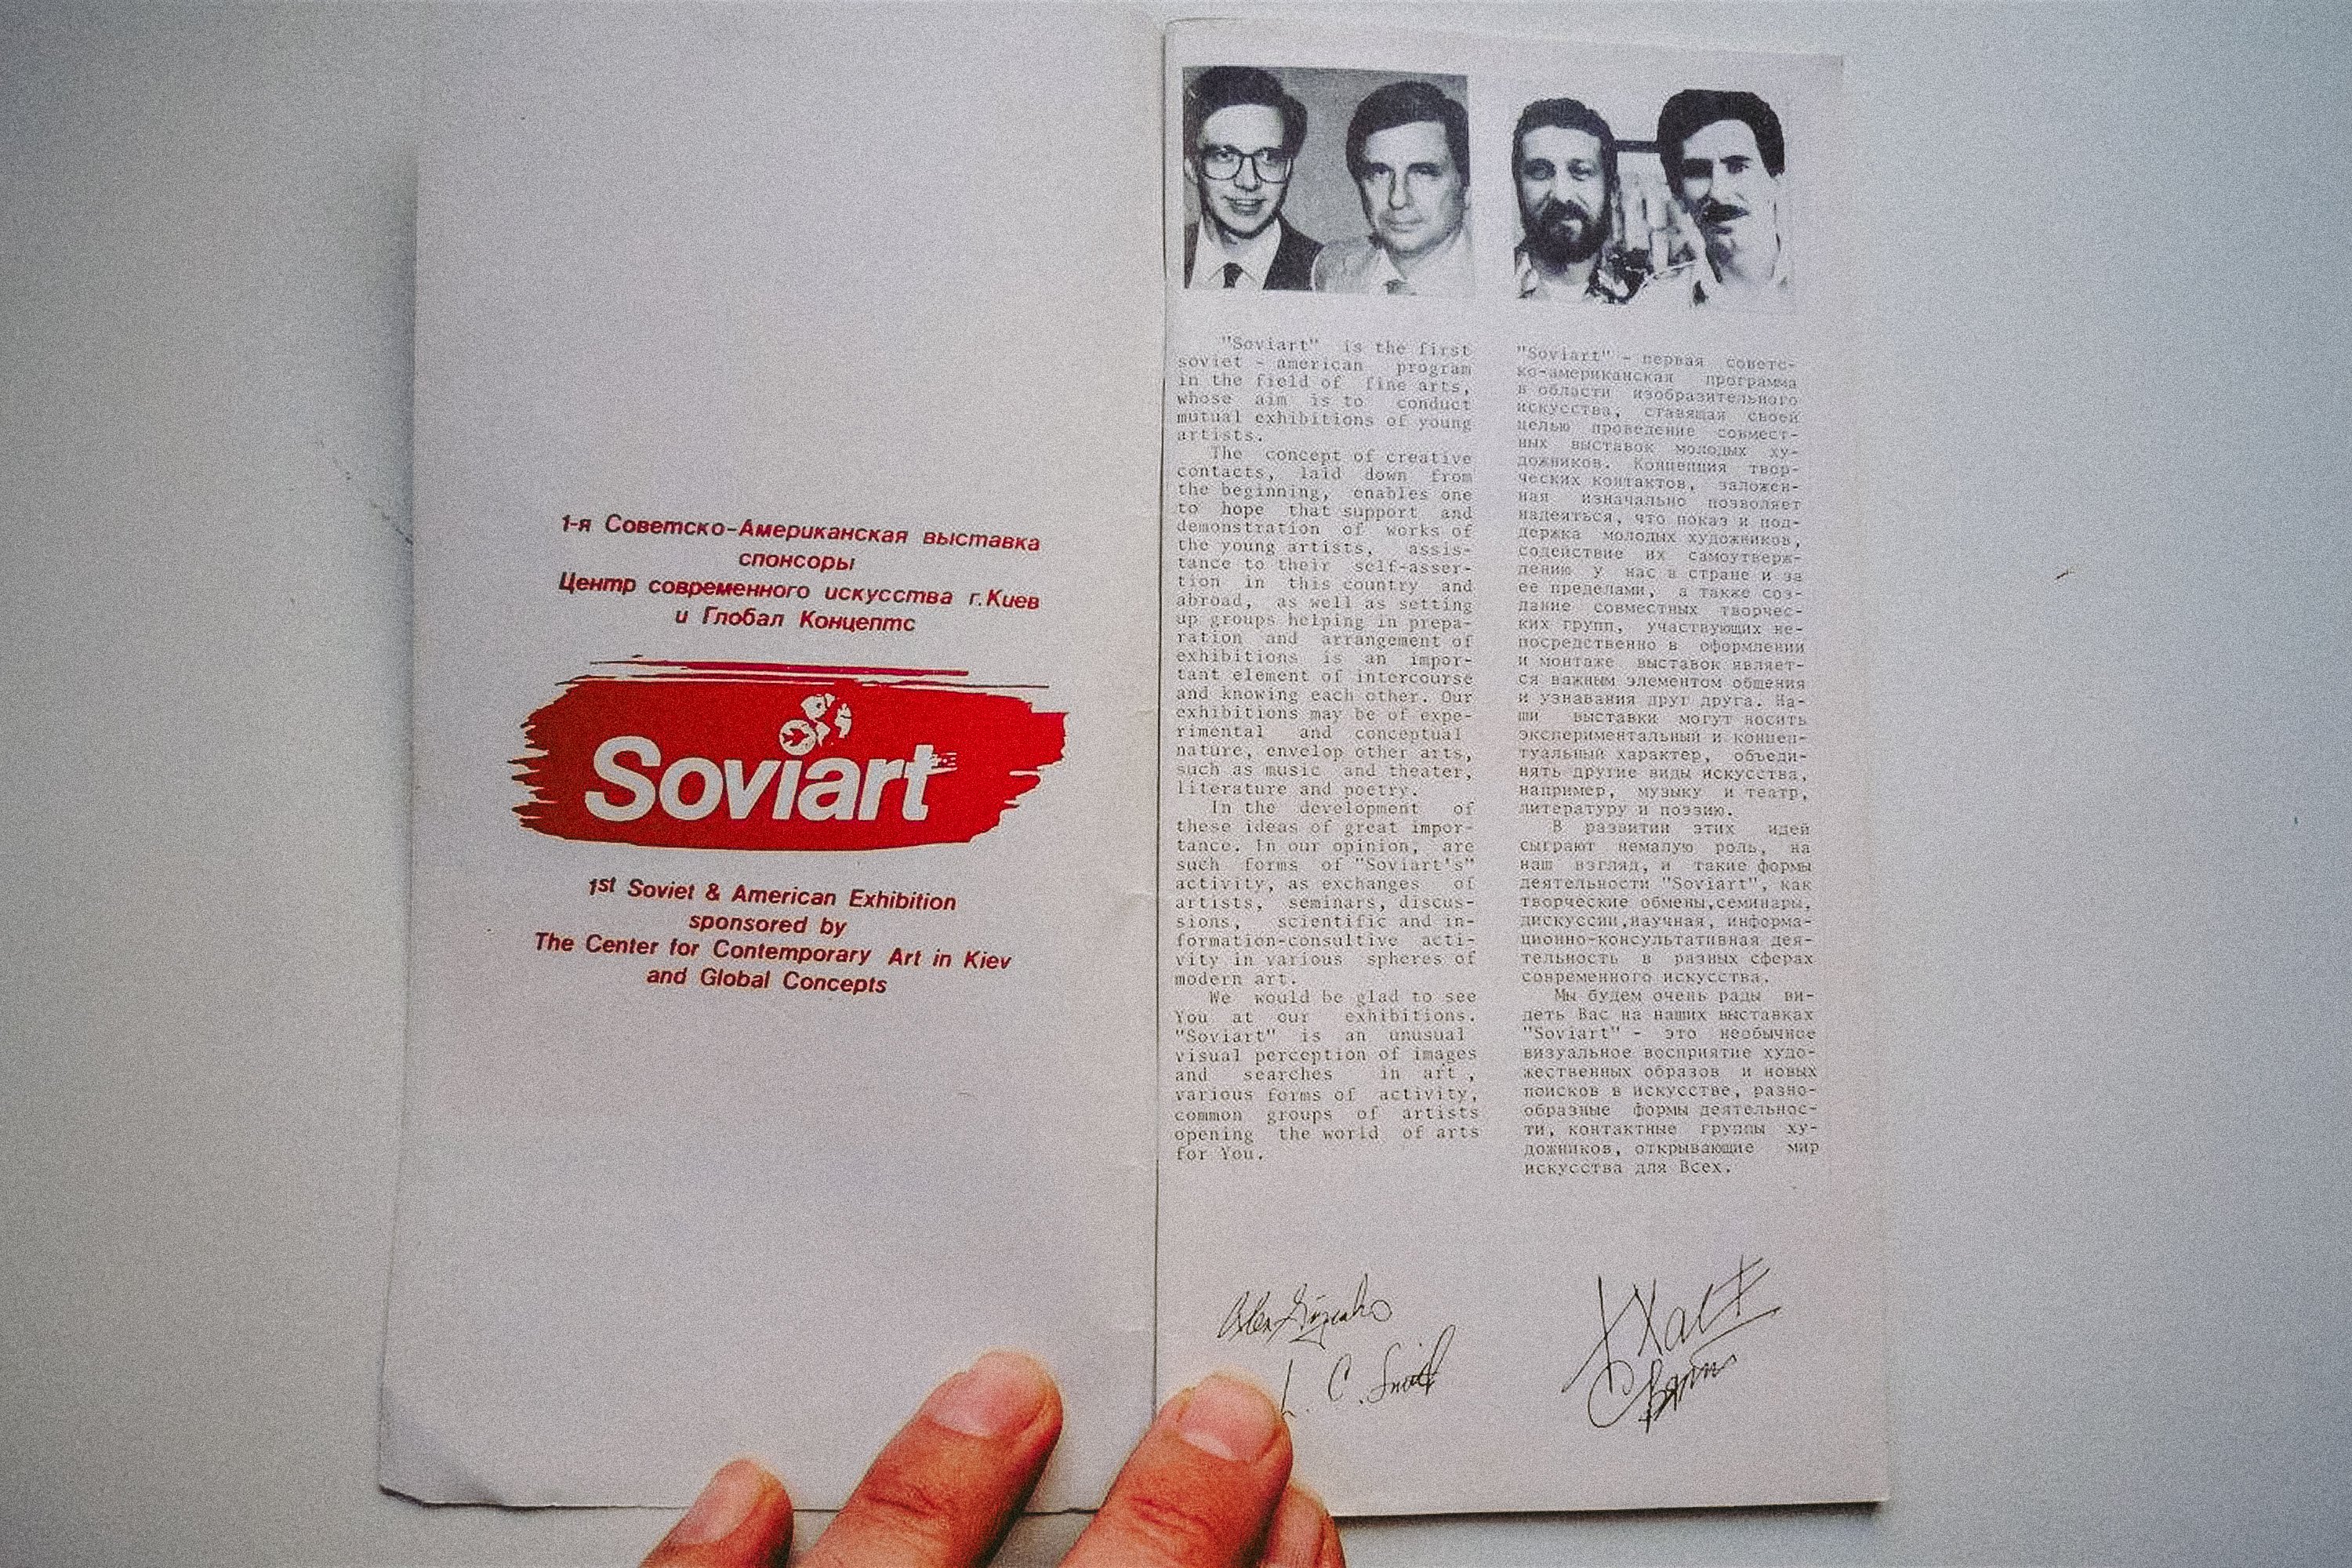 1-я Советско-Американская выставка
спонсоры
Центр современного искусства г.Киев
и Глобал Концептс
Soviart
1st Soviet & American Exhibition
sponsored by
The Center for Contemporary Art in Kiev
and Global Concepts
"Soviart" is the first
soviet - american program
in the field of fine arts,
whose aim is to conduct
mutual exhibitions of young
artists.
The concept of creative
contacts, laid down from
the beginning, enables one
to hope that support and
demonstration of works of
the young artists, assis-
tance to their self-asser-
tion in this country and
abroad, as well as setting
up groups helping in prepa-
ration and arrangement of
exhibitions is an impor-
tant element of intercourse
and knowing each other. Our
exhibitions may be of expe-
rimental and conceptual
nature, envelop other arts,
such as music and theater,
literature and poetry.
In the development of
these ideas of great impor-
tance. In our opinion, are
such forms of "Soviart's"
activity, as exchanges of
artists, seminars, discus-
sions, scientific and in-
formation-consultive acti-
vity in various spheres of
modern art.
We would be glad to see
You at our exhibitions.
"Soviart" is an unusual
visual perception of images
and searches in art ,
various forms of activity,
common groups of artists
opening the world of arts
for You.
"Soviart" - первая советс-
ко-американская программа
в области изобразительного
искусства, ставящая своей
целью проведение совмест-
ных выставок молодых ху-
дожников. Концепция твор-
ческих контактов, заложен-
ная изначально позволяет
надеяться, что показ и под-
держка молодых художников,
содействие их самоутверж-
дению у нас в стране и за
ее пределами, а также соз-
дание совместных творчес-
ких групп, участвующих не-
посредственно в оформлении
и монтаже выставок являет-
ся важным элементом общения
и узнавания друг друга. На-
ши выставки могут носить
экспериментальный и концеп-
туальный характер, объеди-
нять другие виды искусства,
например, музыку и театр,
литературу и поэзию.
В развитии этих идей
сыграют немалую роль, на
наш взгляд, и такие формы
деятельности "Soviart", как
творческие обмены,семинары,
дискуссии,научная, информа-
ционно-консультативная дея-
тельность в разных сферах
современного искусства.
Мы будем очень рады ви-
деть Вас на наших выставках
"Soviart" - это необычное
визуальное восприятие худо-
жественных образов и новых
поисков в искусстве, разно-
образные формы деятельнос-
ти, контактные группы ху-
дожников, открывающие мир
искусства для Всех.
L. C. Smith